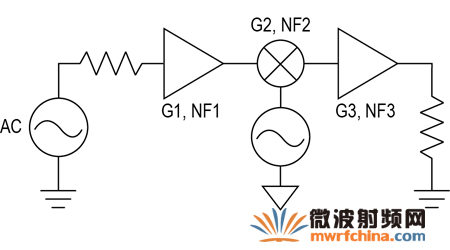 G2, NF2
AC
G1, NF1
G3, NF3
微波射频网
mwrfchina.com